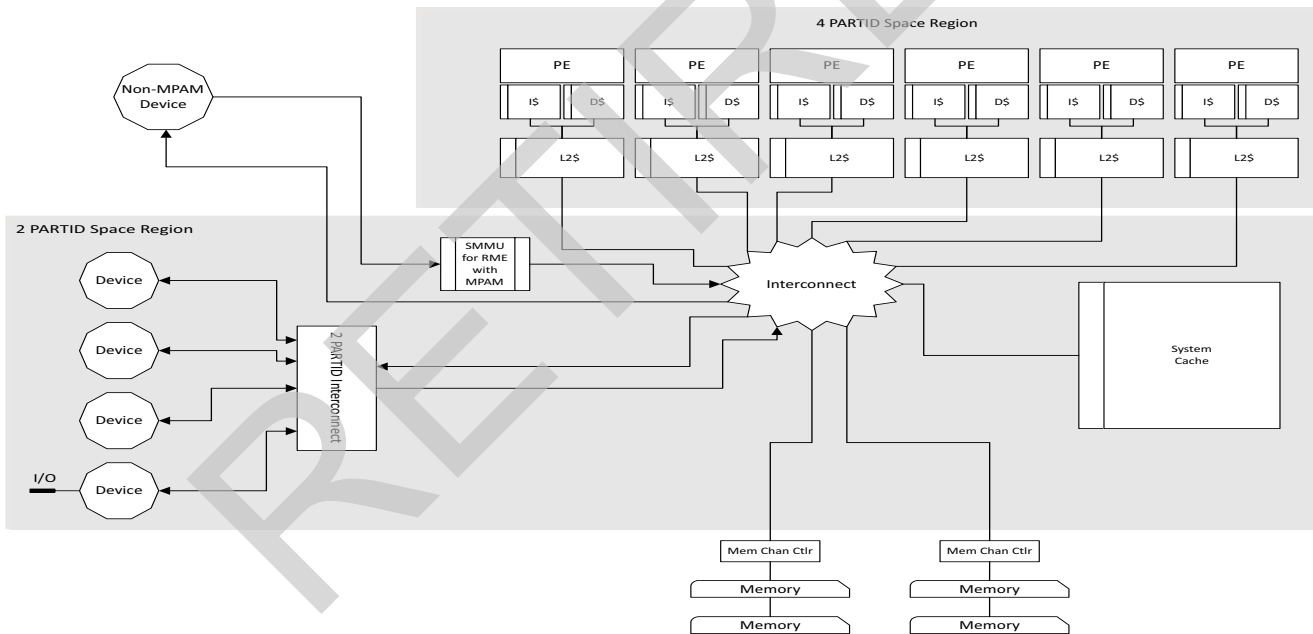 4 PARTID Space Region
PE PE PE PE PE PE
I$ D$ I$ D$ I$ D$ I$ D$ I$ D$ I$ D$
L2$ L2$ L2$ L2$ L2$ L2$
Non-MPAM
Device
2 PARTID Space Region
SMMU
for RME
with
MPAM
Interconnect
Device
Device
Device
Device
I/O
2 PARTID Interconnect
System
Cache
Mem Chan Ctlr
Mem Chan Ctlr
Memory
Memory
Memory
Memory
RETIRE